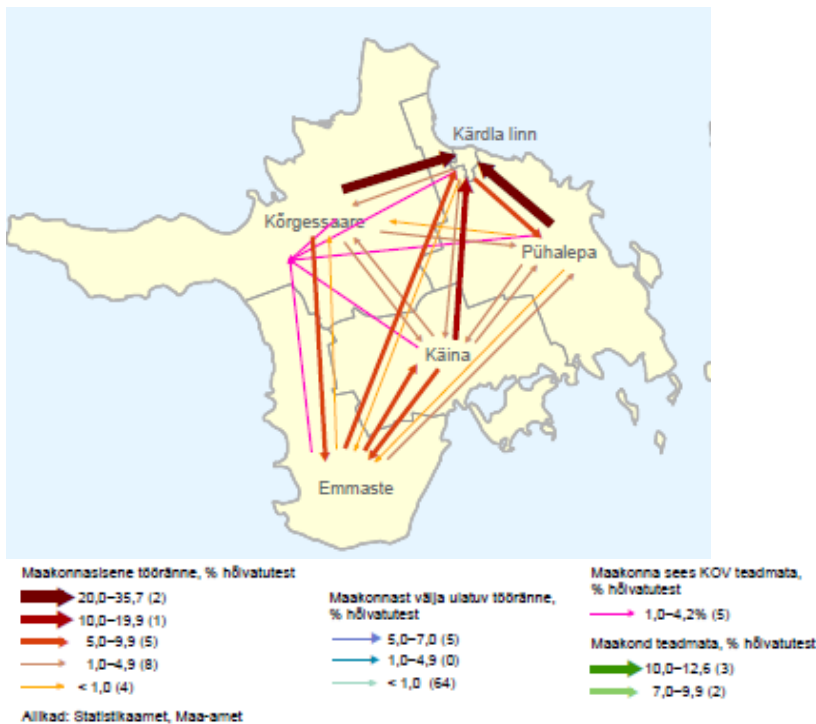 Kärdla linn
Kõrgessaare
Pühalepa
Käina
Emmaste
Maakonnasisene tööränne, % hõivatutest
20,0–35,7 (2)
10,0–19,9 (1)
5,0–9,9 (5)
1,0–4,9 (8)
< 1,0 (4)
Allikad: Statistikaamet, Maa-amet
Maakonnast välja ulatuv tööränne,
% hõivatutest
5,0–7,0 (5)
1,0–4,9 (0)
< 1,0 (64)
Maakonna sees KOV teadmata,
% hõivatutest
1,0–4,2% (5)
Maakond teadmata, % hõivatutest
10,0–12,6 (3)
7,0–9,9 (2)